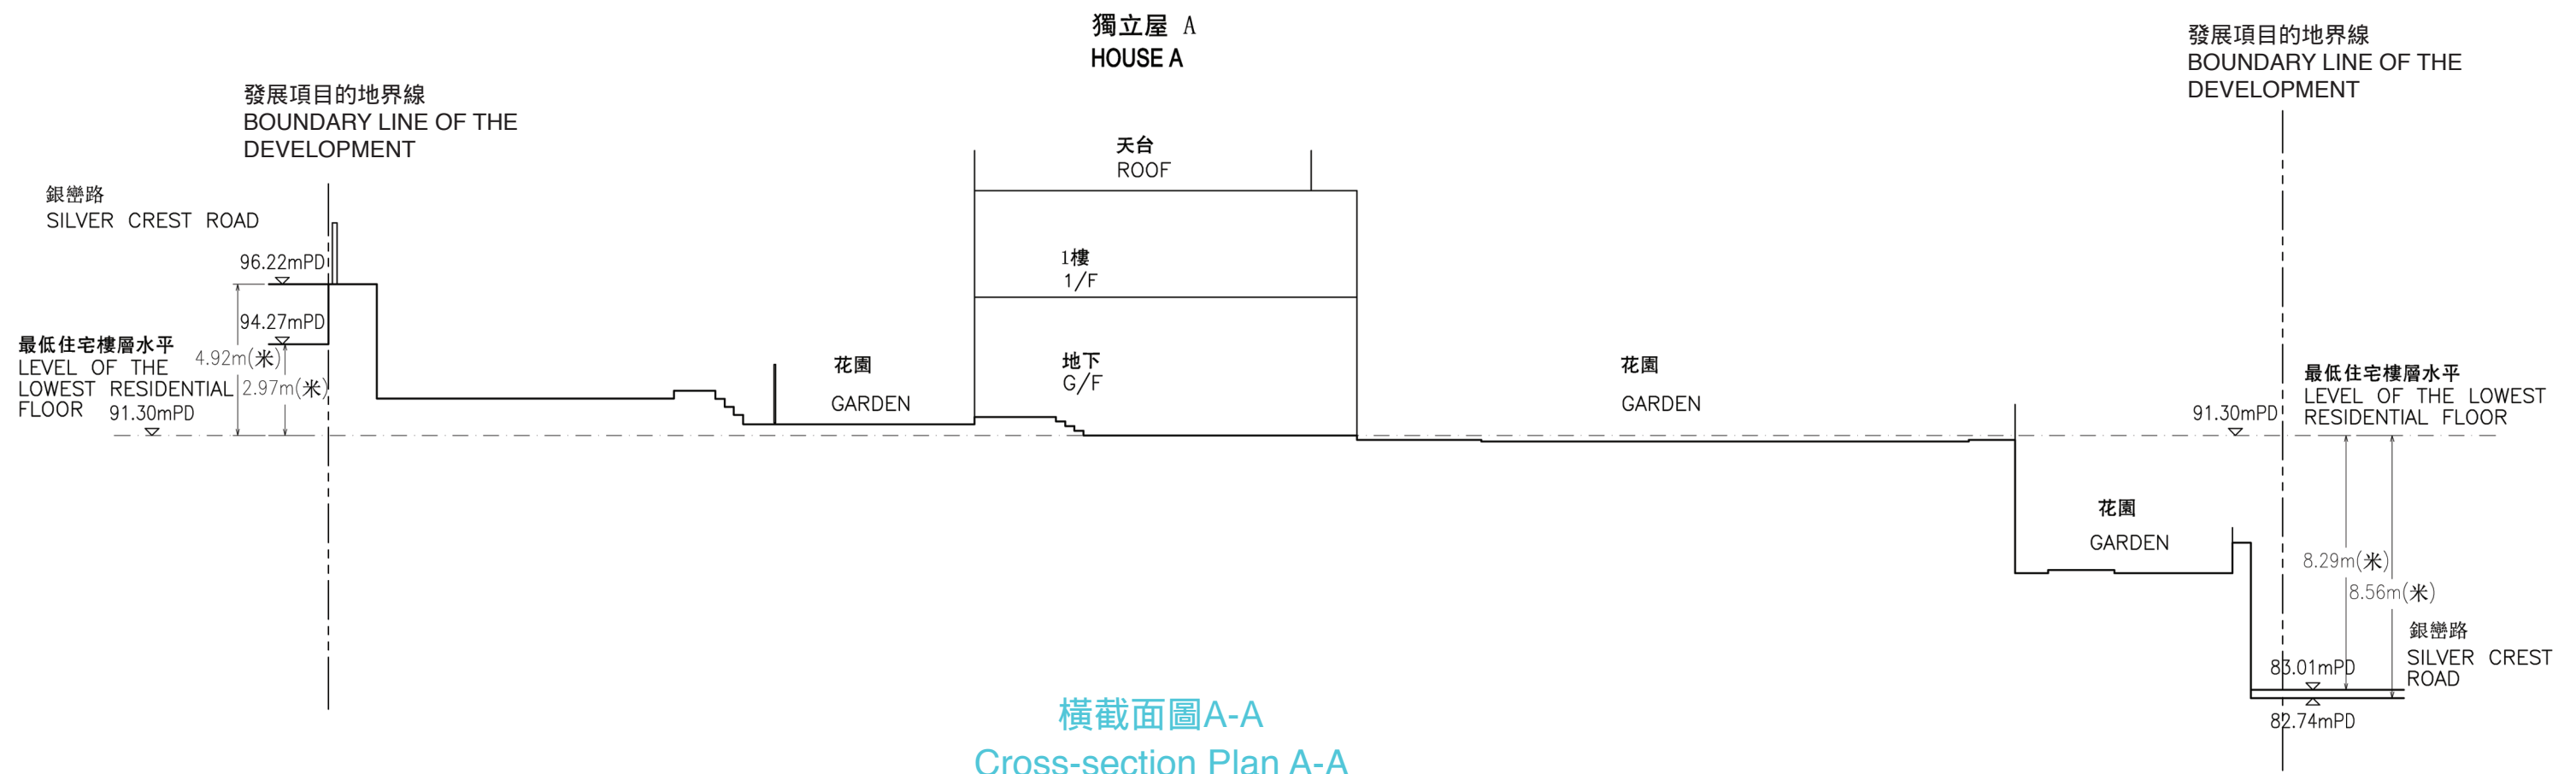 獨立屋 A
HOUSE A
發展項目的地界線
BOUNDARY LINE OF THE
DEVELOPMENT
發展項目的地界線
BOUNDARY LINE OF THE
DEVELOPMENT
天台
ROOF
銀巒路
SILVER CREST ROAD
96.22mPD
1樓
1/F
94.27mPD
最低住宅樓層水平
LEVEL OF THE
LOWEST RESIDENTIAL
FLOOR 91.30mPD
4.92m(米)
2.97m(米)
花園
GARDEN
地下
G/F
花園
GARDEN
最低住宅樓層水平
LEVEL OF THE LOWEST
RESIDENTIAL FLOOR
91.30mPD
花園
GARDEN
8.29m(米)
8.56m(米)
銀巒路
SILVER CREST
ROAD
83.01mPD
82.74mPD
橫截面圖A-A
Cross-section Plan A-A